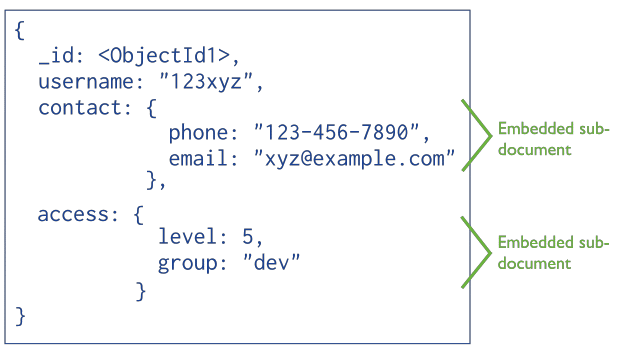 {
_id: <ObjectId1>,
username: "123xyz",
contact: {
phone: "123-456-7890",
email: "xyz@example.com"
},
Embedded sub-
document
access: {
level: 5,
group: "dev"
}
Embedded sub-
document
}